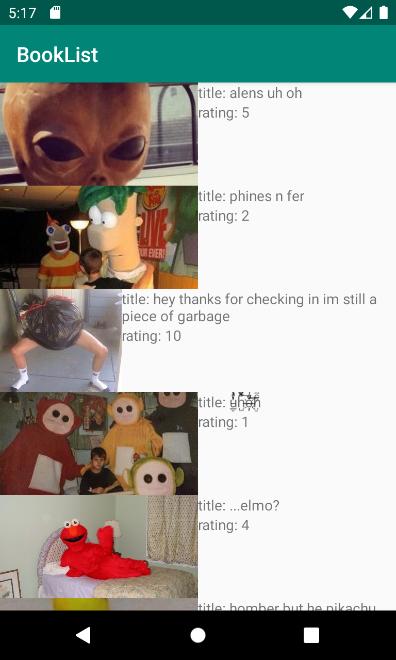 5:17
BookList
title: alens uh oh
rating: 5
title: phines n fer
rating: 2
LIVE
title: hey thanks for checking in im still a
piece of garbage
rating: 10
title:
rating: 1
title: ...elmo?
rating: 4
title: homber but he pikachu